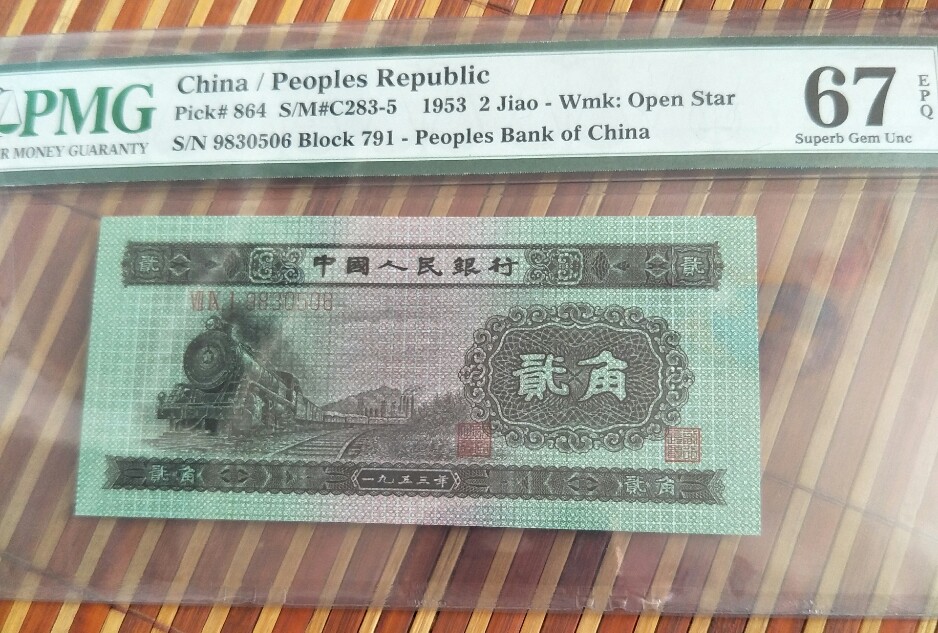 PMG
China / Peoples Republic
Pick# 864 S/M#C283-5 1953 2 Jiao - Wmk: Open Star
S/N 9830506 Block 791 - Peoples Bank of China
R MONEY GUARANTY
67
EPQ
Superb Gem Unc
貳 中國人民銀行 貳
貳角
貳角 一九五三年 貳角